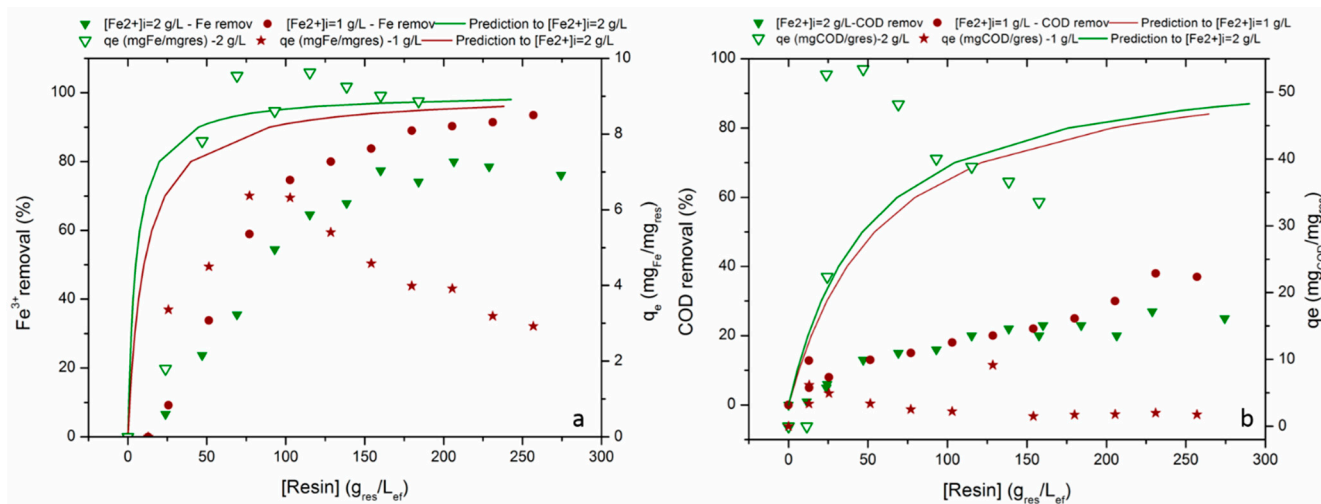 [Fe2+]i=2 g/L - Fe remov [Fe2+]i=1 g/L - Fe remov Prediction to [Fe2+]i=2 g/L
qe (mgFe/mgres) -2 g/L qe (mgFe/mgres) -1 g/L Prediction to [Fe2+]i=2 g/L
100
80
60
40
20
0
Fe3+ removal (%)
10
8
6
4
2
0
qe (mgFe/mgres)
a
0 50 100 150 200 250 300
[Resin] (gres/Lef)
[Fe2+]i=2 g/L-COD remov [Fe2+]i=1 g/L - COD remov Prediction to [Fe2+]i=1 g/L
qe (mgCOD/gres)-2 g/L qe (mgCOD/gres) -1 g/L Prediction to [Fe2+]i=2 g/L
100
80
60
40
20
0
COD removal (%)
50
40
30
20
10
0
qe (mgCOD/mgres)
b
0 50 100 150 200 250 300
[Resin] (gres/Lef)